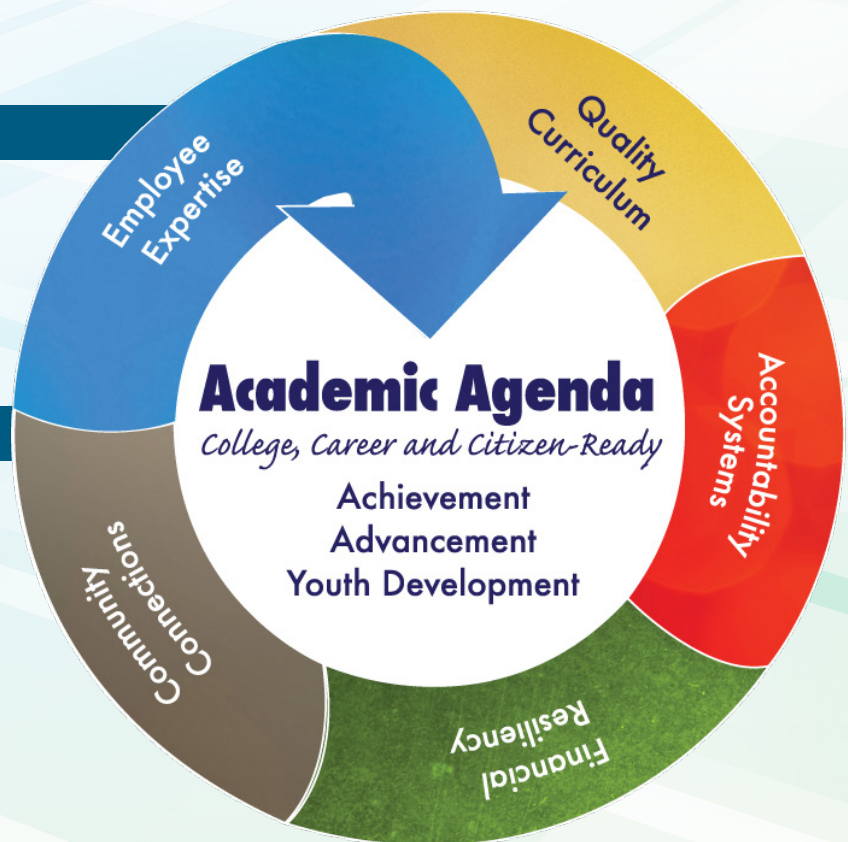 Employee
Expertise
Quality
Curriculum
Accountability
Systems
Financial
Resiliency
Community
Connections
Academic Agenda
College, Career and Citizen-Ready
Achievement
Advancement
Youth Development